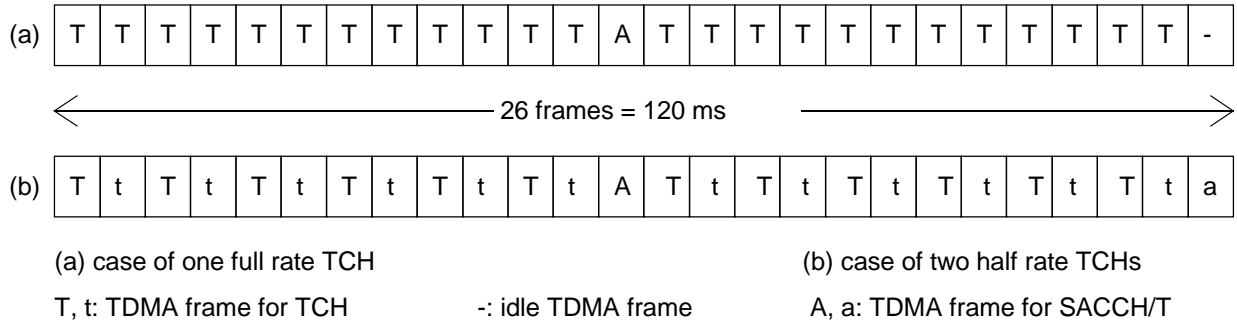 (a) T T T T T T T T T T T T A T T T T T T T T T T T T -
26 frames = 120 ms
(b) T t T t T t T t T t T t A T t T t T t T t T t T t a
(a) case of one full rate TCH (b) case of two half rate TCHs
T, t: TDMA frame for TCH -: idle TDMA frame A, a: TDMA frame for SACCH/T